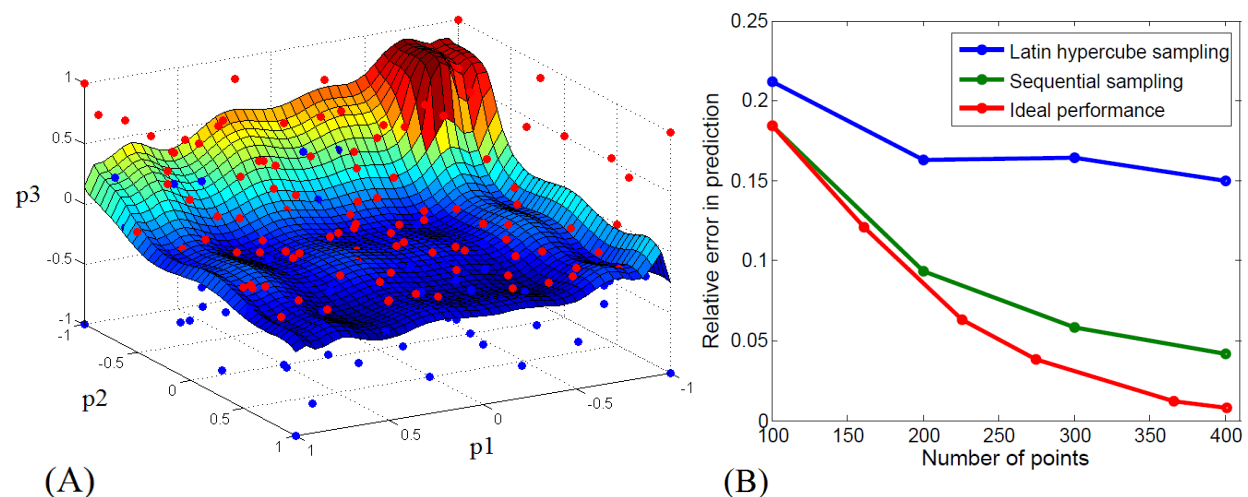 1
0.5
0
-0.5
-1
p3
-1
-0.5
0
0.5
1
p2
1
0.5
0
-0.5
-1
p1
(A)
0.25
0.2
0.15
0.1
0.05
0
Relative error in prediction
Latin hypercube sampling
Sequential sampling
Ideal performance
100 150 200 250 300 350 400
Number of points
(B)